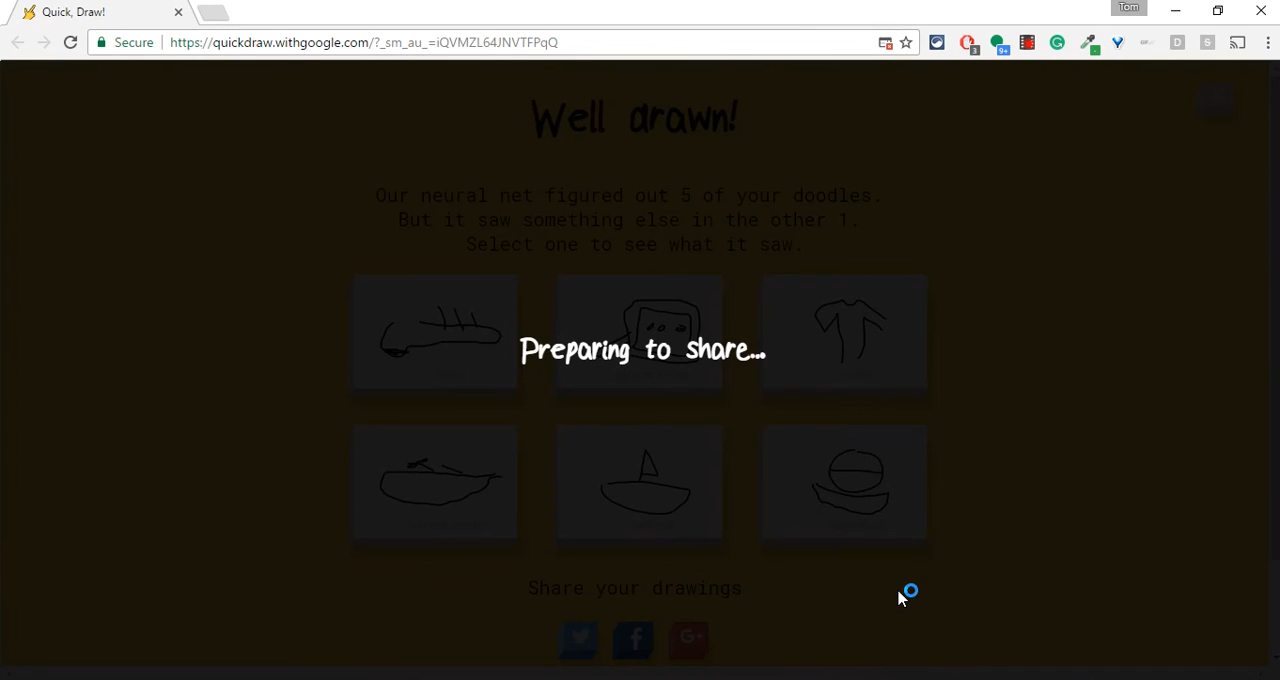 Quick, Draw!
Tom
Secure
https://quickdraw.withgoogle.com/?_sm_au_=iQVMZL64JNVTFPqQ
3
9+
D
S
Well drawn!
Our neural net figured out 5 of your doodles.
But it saw something else in the other 1.
Select one to see what it saw.
Preparing to share...
Share your drawings
f
G+